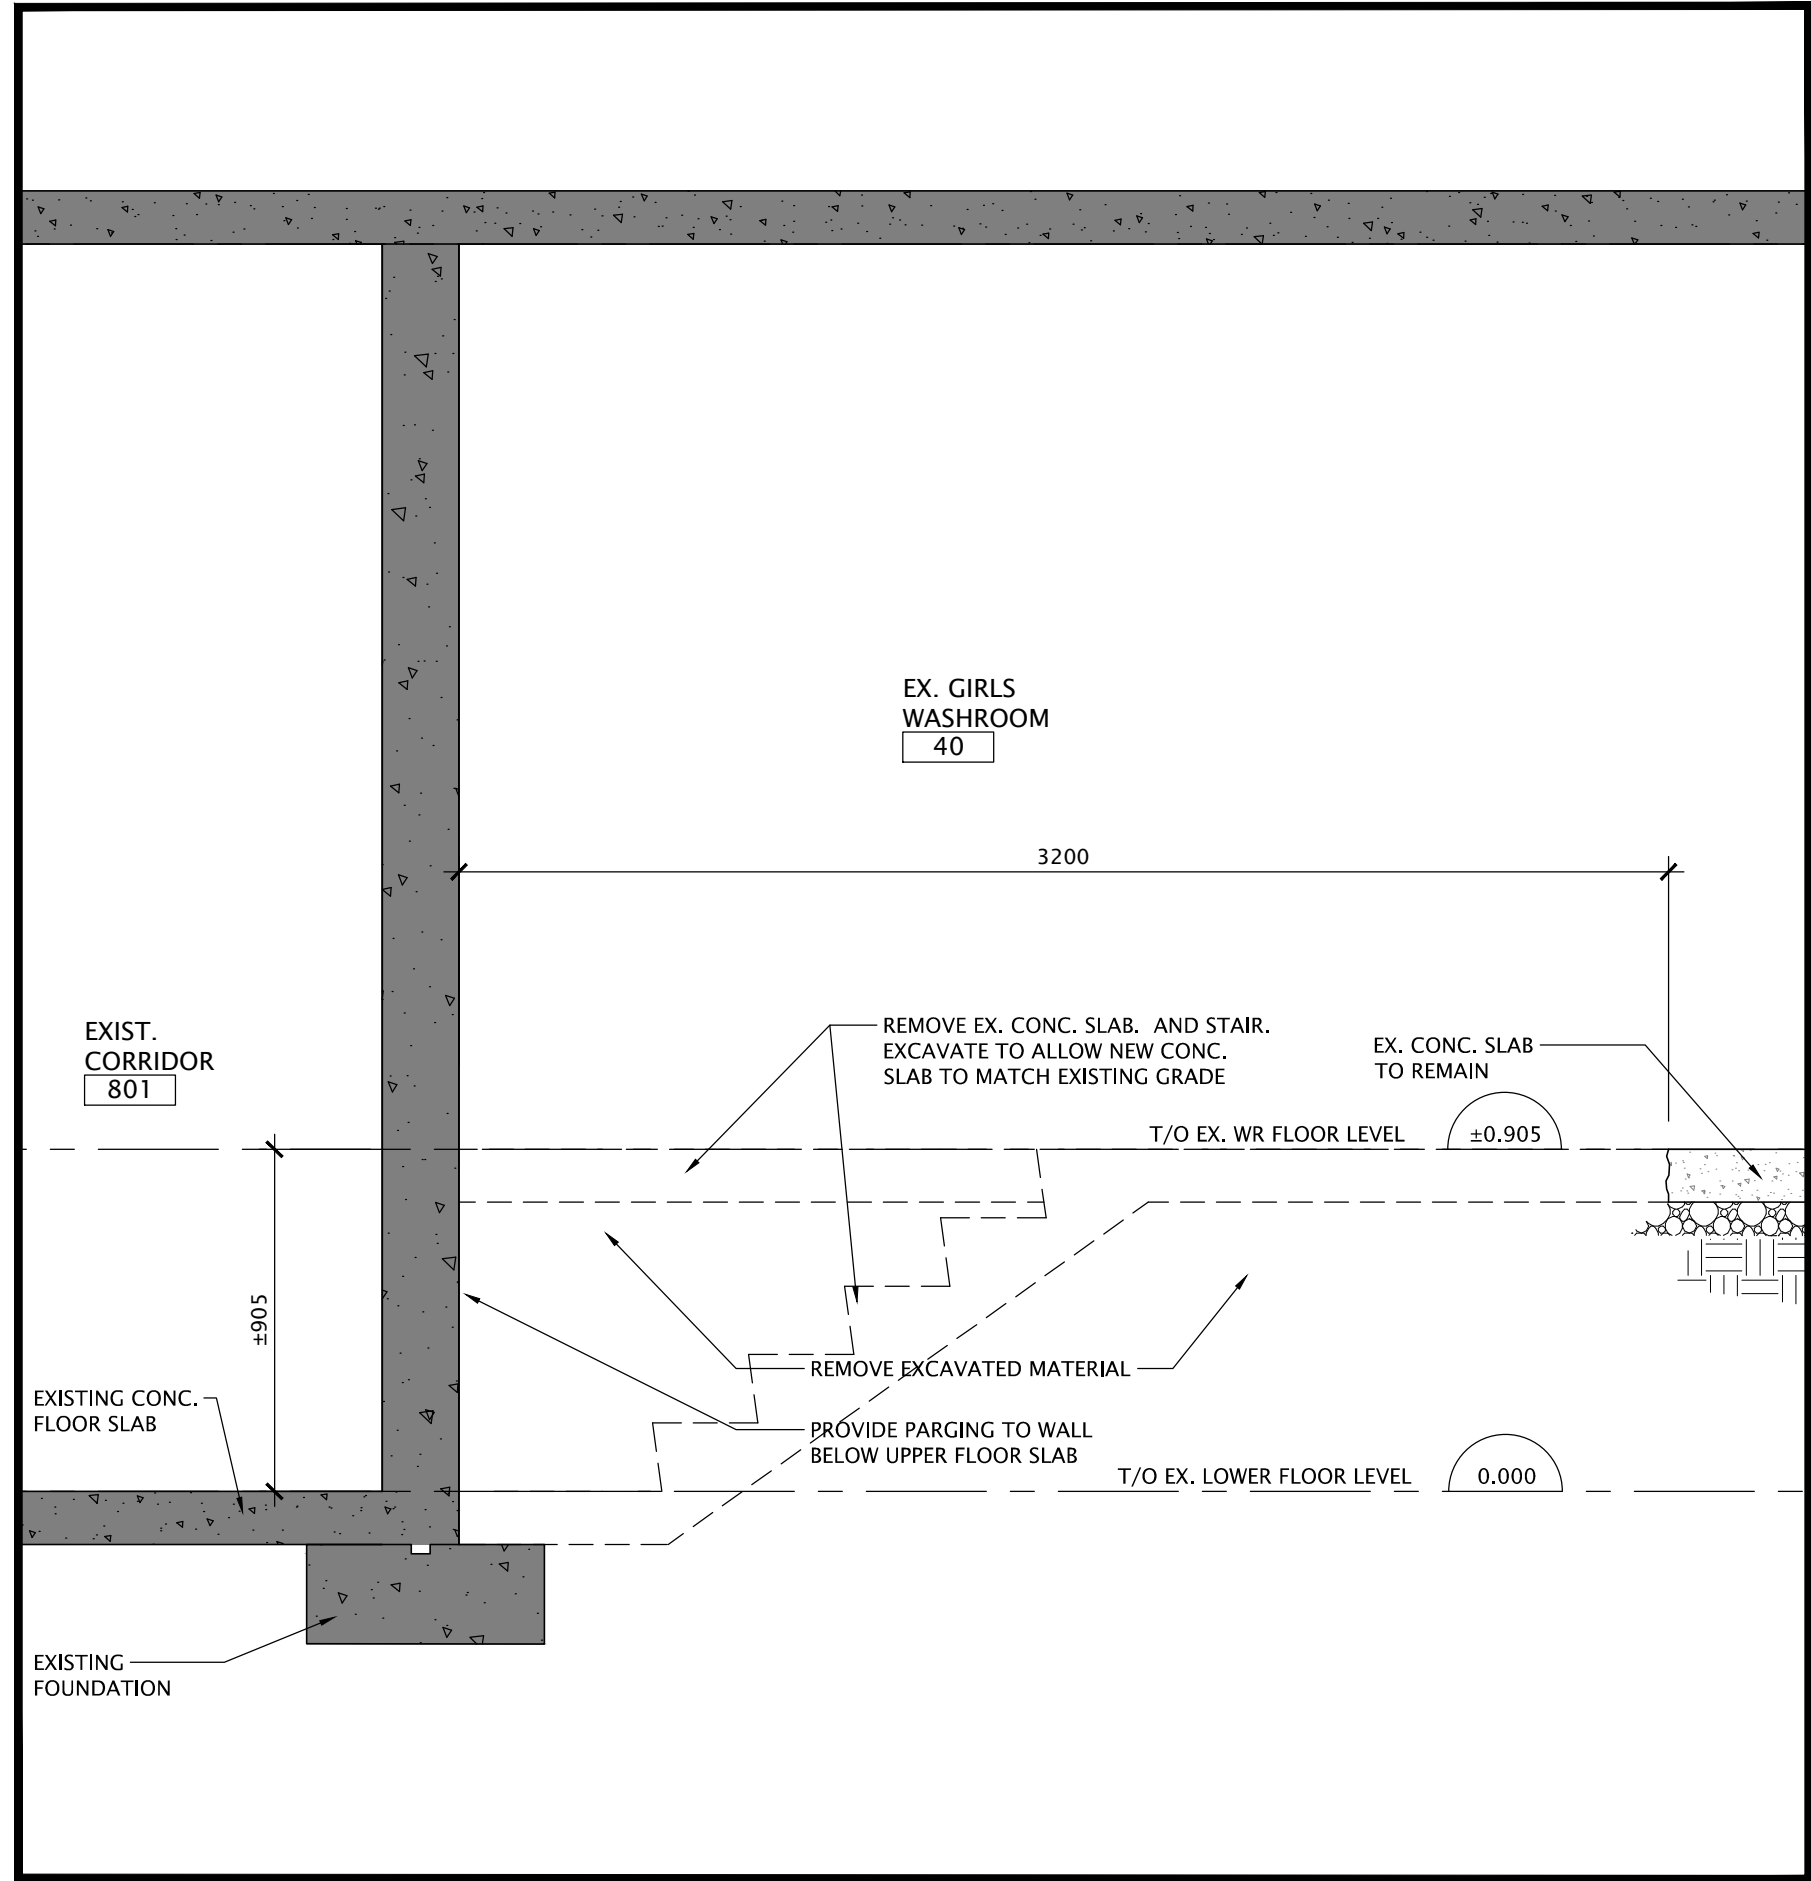 EX. GIRLS
WASHROOM
40
3200
EXIST.
CORRIDOR
801
REMOVE EX. CONC. SLAB. AND STAIR.
EXCAVATE TO ALLOW NEW CONC.
SLAB TO MATCH EXISTING GRADE
EX. CONC. SLAB
TO REMAIN
T/O EX. WR FLOOR LEVEL
±0.905
±905
REMOVE EXCAVATED MATERIAL
EXISTING CONC.
FLOOR SLAB
PROVIDE PARGING TO WALL
BELOW UPPER FLOOR SLAB
T/O EX. LOWER FLOOR LEVEL
0.000
EXISTING
FOUNDATION